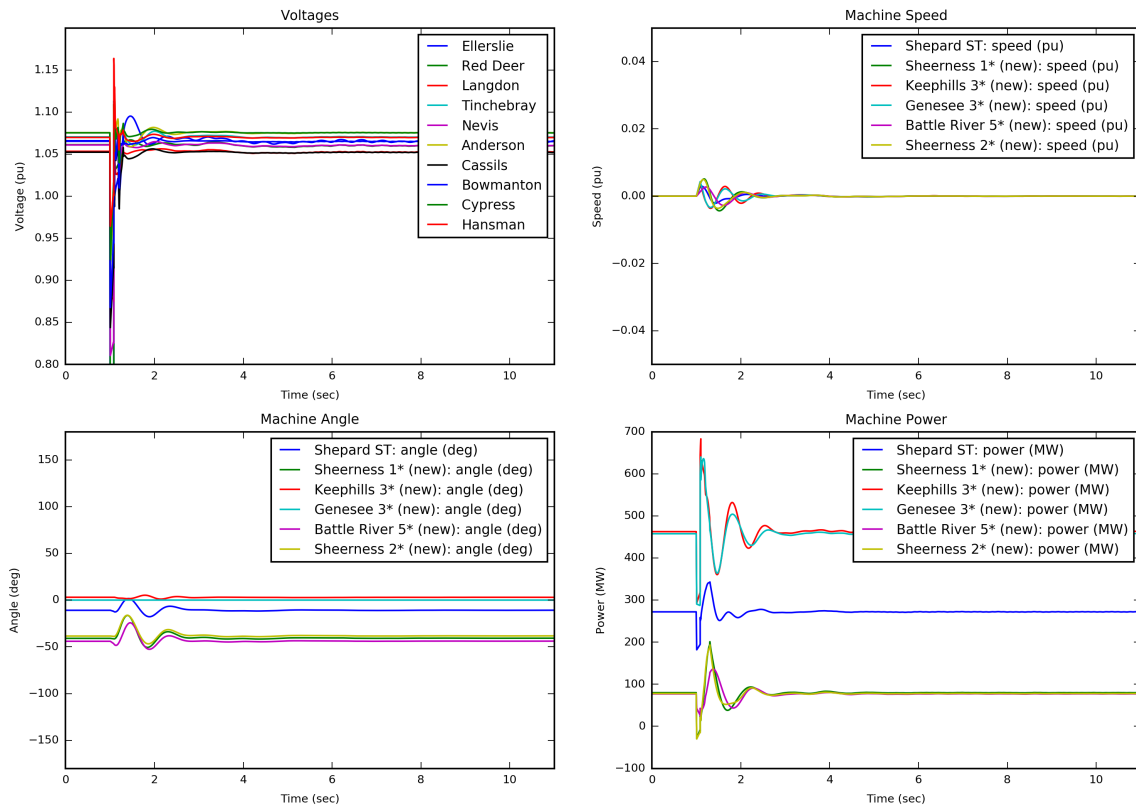 Voltages
1.15
1.10
1.05
1.00
0.95
0.90
0.85
0.80
Voltage (pu)
0
2
4
6
8
10
Time (sec)
Ellerslie
Red Deer
Langdon
Tinchebray
Nevis
Anderson
Cassils
Bowmanton
Cypress
Hansman
Machine Speed
0.04
0.02
0.00
−0.02
−0.04
Speed (pu)
0
2
4
6
8
10
Time (sec)
Shepard ST: speed (pu)
Sheerness 1* (new): speed (pu)
Keephills 3* (new): speed (pu)
Genesee 3* (new): speed (pu)
Battle River 5* (new): speed (pu)
Sheerness 2* (new): speed (pu)
Machine Angle
150
100
50
0
−50
−100
−150
Angle (deg)
0
2
4
6
8
10
Time (sec)
Shepard ST: angle (deg)
Sheerness 1* (new): angle (deg)
Keephills 3* (new): angle (deg)
Genesee 3* (new): angle (deg)
Battle River 5* (new): angle (deg)
Sheerness 2* (new): angle (deg)
Machine Power
700
600
500
400
300
200
100
0
−100
Power (MW)
0
2
4
6
8
10
Time (sec)
Shepard ST: power (MW)
Sheerness 1* (new): power (MW)
Keephills 3* (new): power (MW)
Genesee 3* (new): power (MW)
Battle River 5* (new): power (MW)
Sheerness 2* (new): power (MW)